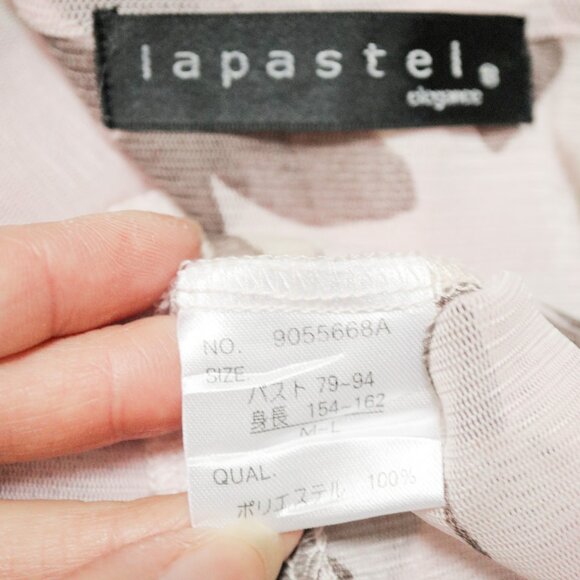 lapastel®
elegance
NO. 9055668A
SIZE
バスト 79~94
身長 154~162
M-L
QUAL.
ポリエステル 100%